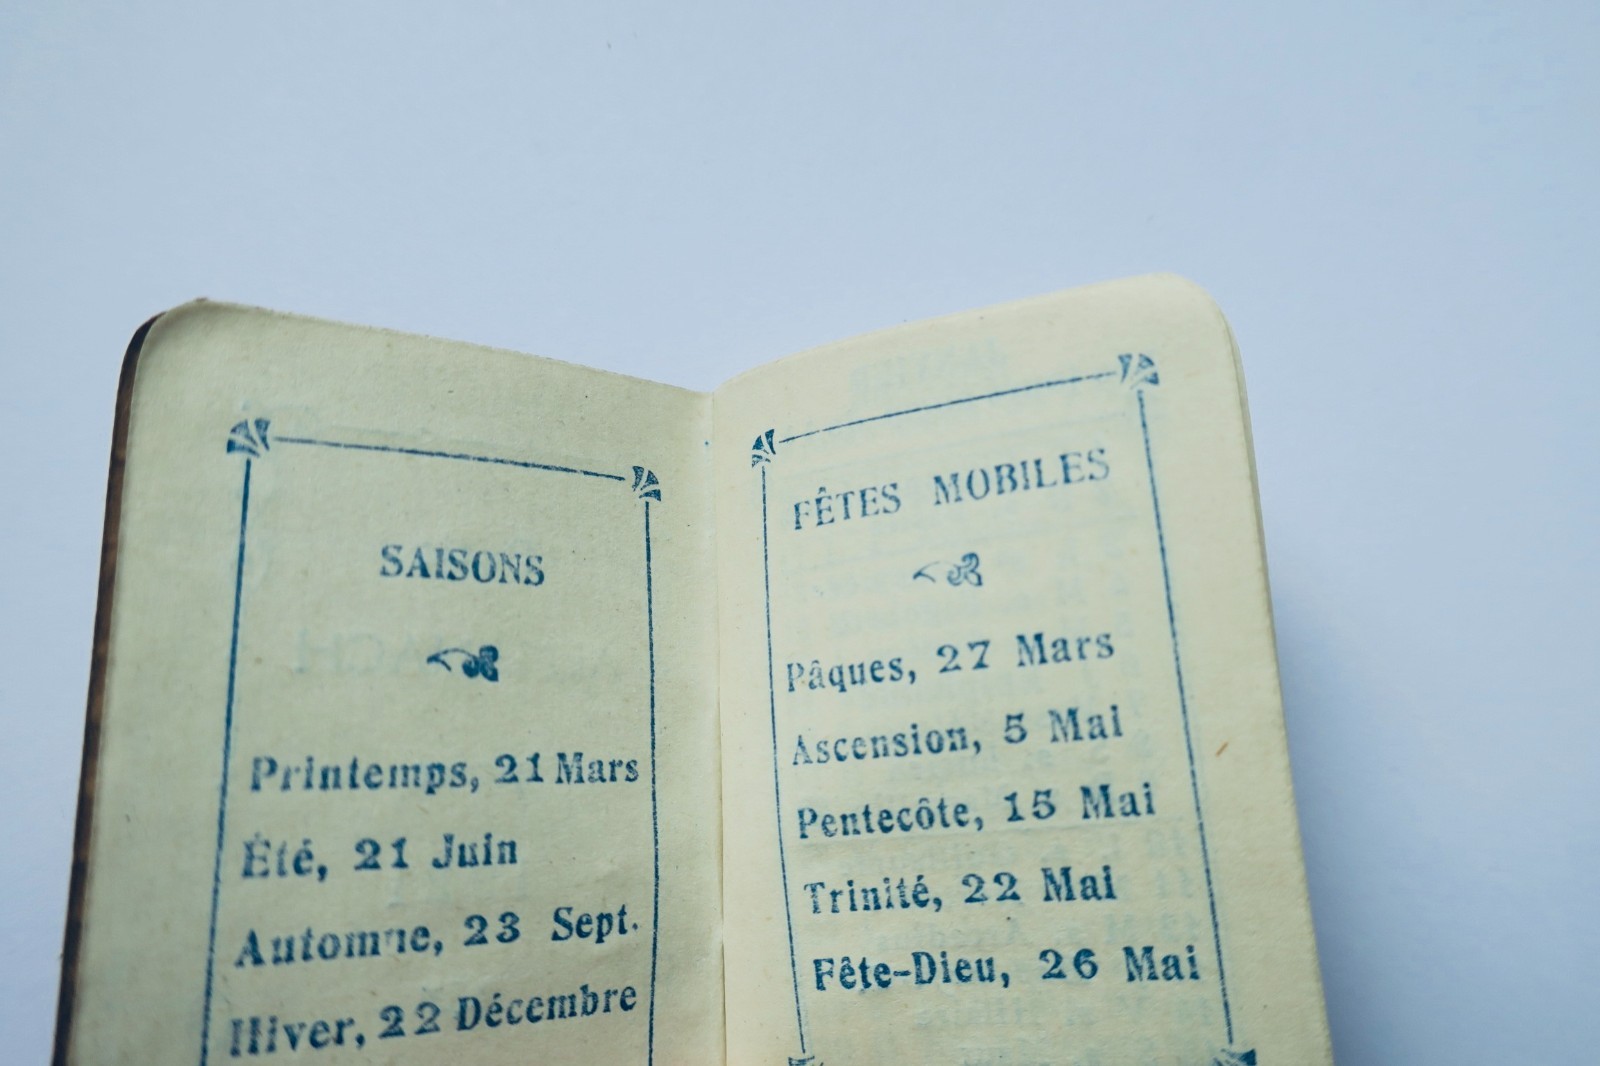 SAISONS
Printemps, 21 Mars
Été, 21 Juin
Automne, 23 Sept.
Hiver, 22 Décembre
FÊTES MOBILES
Pâques, 27 Mars
Ascension, 5 Mai
Pentecôte, 15 Mai
Trinité, 22 Mai
Fête-Dieu, 26 Mai